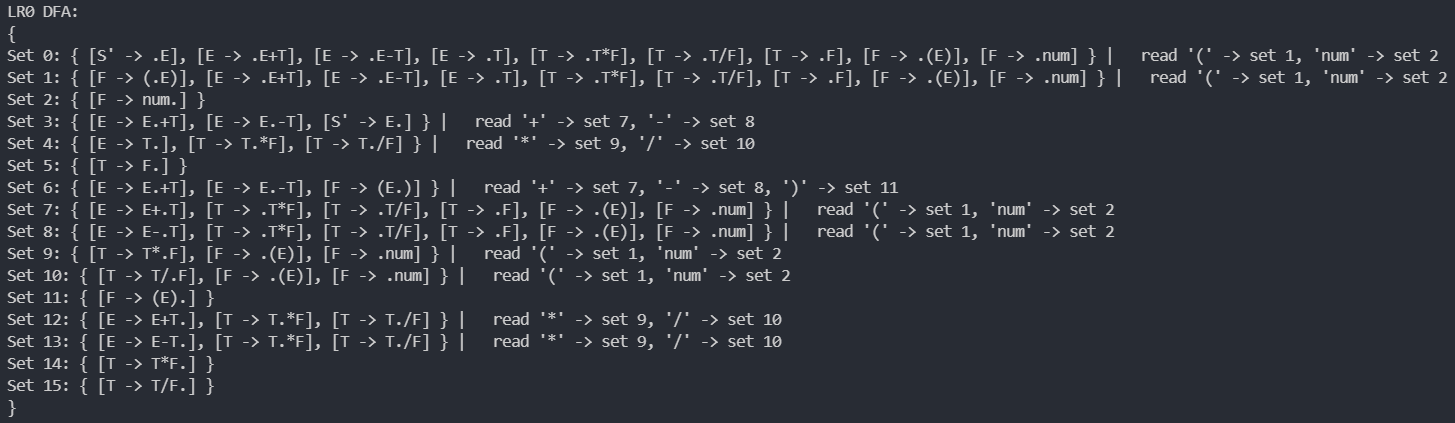 LR0 DFA:
{
Set 0: { [S' -> .E], [E -> .E+T], [E -> .E-T], [E -> .T], [T -> .T*F], [T -> .T/F], [T -> .F], [F -> .(E)], [F -> .num] } |   read '(' -> set 1, 'num' -> set 2
Set 1: { [F -> (.E)], [E -> .E+T], [E -> .E-T], [E -> .T], [T -> .T*F], [T -> .T/F], [T -> .F], [F -> .(E)], [F -> .num] } |   read '(' -> set 1, 'num' -> set 2
Set 2: { [F -> num.] }
Set 3: { [E -> E.+T], [E -> E.-T], [S' -> E.] } |   read '+' -> set 7, '-' -> set 8
Set 4: { [E -> T.], [T -> T.*F], [T -> T./F] } |   read '*' -> set 9, '/' -> set 10
Set 5: { [T -> F.] }
Set 6: { [E -> E.+T], [E -> E.-T], [F -> (E.)] } |   read '+' -> set 7, '-' -> set 8, ')' -> set 11
Set 7: { [E -> E+.T], [T -> .T*F], [T -> .T/F], [T -> .F], [F -> .(E)], [F -> .num] } |   read '(' -> set 1, 'num' -> set 2
Set 8: { [E -> E-.T], [T -> .T*F], [T -> .T/F], [T -> .F], [F -> .(E)], [F -> .num] } |   read '(' -> set 1, 'num' -> set 2
Set 9: { [T -> T*.F], [F -> .(E)], [F -> .num] } |   read '(' -> set 1, 'num' -> set 2
Set 10: { [T -> T/.F], [F -> .(E)], [F -> .num] } |   read '(' -> set 1, 'num' -> set 2
Set 11: { [F -> (E).] }
Set 12: { [E -> E+T.], [T -> T.*F], [T -> T./F] } |   read '*' -> set 9, '/' -> set 10
Set 13: { [E -> E-T.], [T -> T.*F], [T -> T./F] } |   read '*' -> set 9, '/' -> set 10
Set 14: { [T -> T*F.] }
Set 15: { [T -> T/F.] }
}